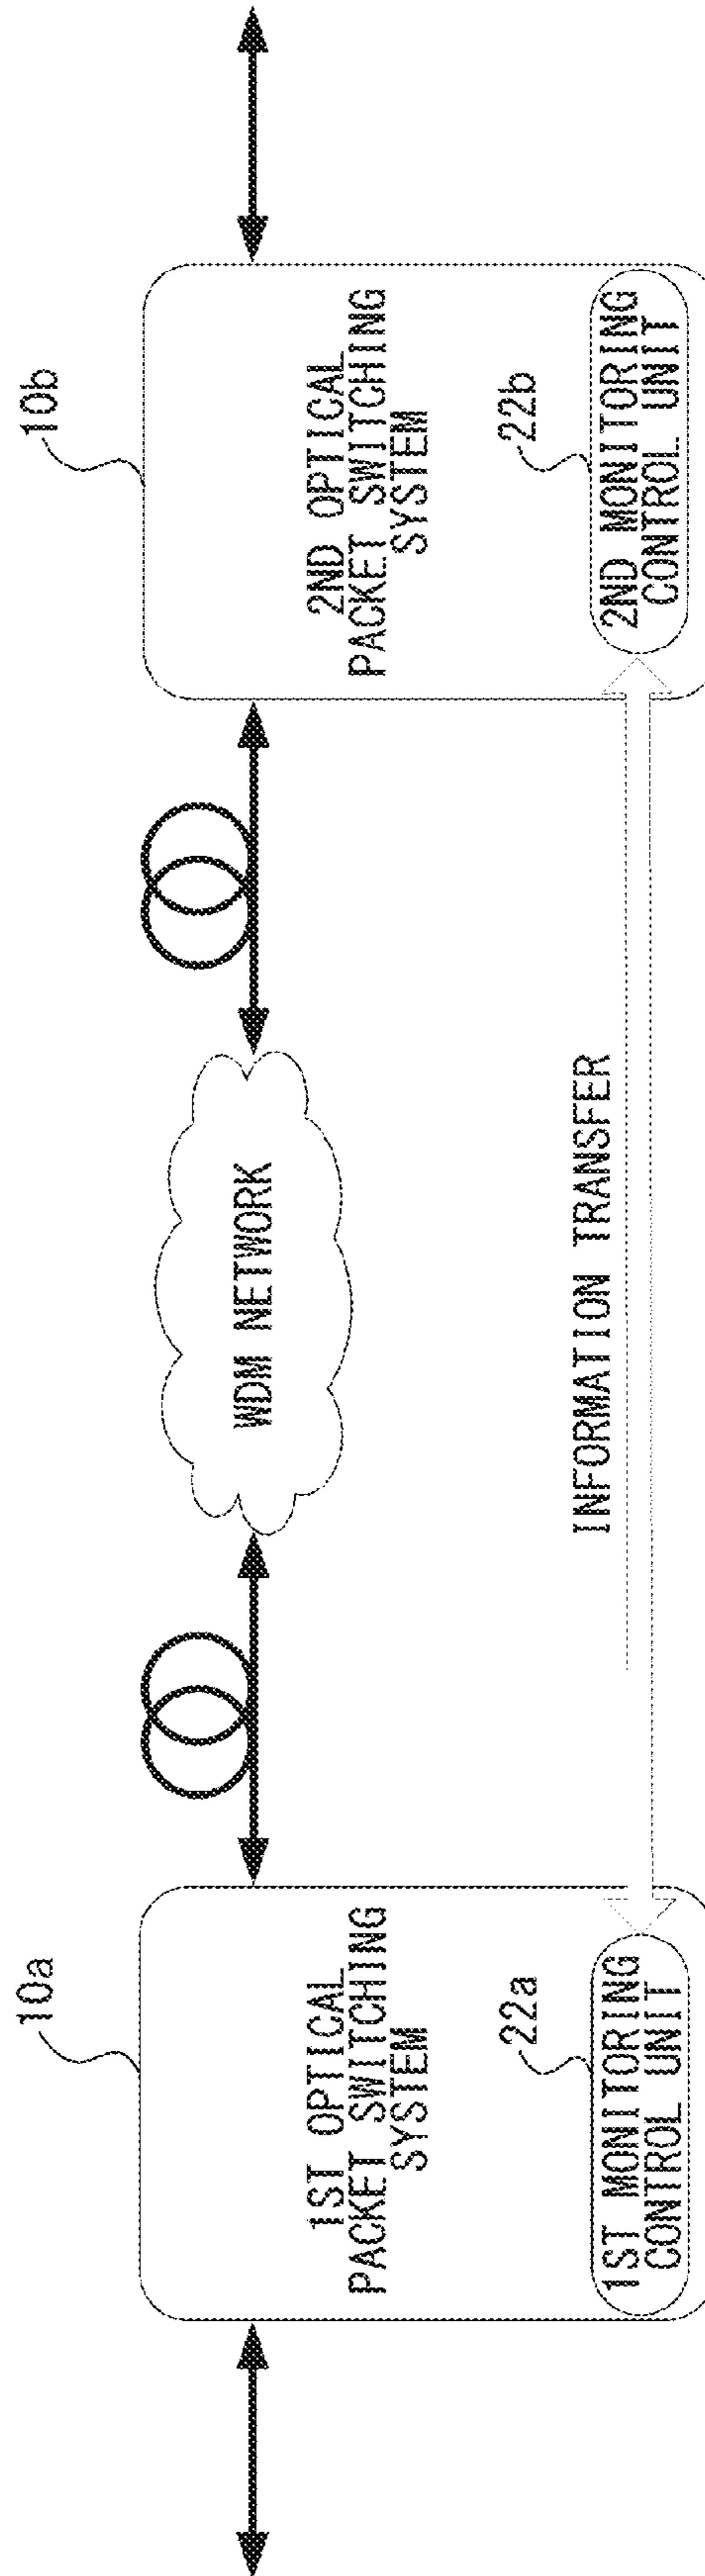 10a
1ST OPTICAL
PACKET SWITCHING
SYSTEM
22a
1ST MONITORING
CONTROL UNIT
WDM NETWORK
INFORMATION TRANSFER
10b
2ND OPTICAL
PACKET SWITCHING
SYSTEM
22b
2ND MONITORING
CONTROL UNIT